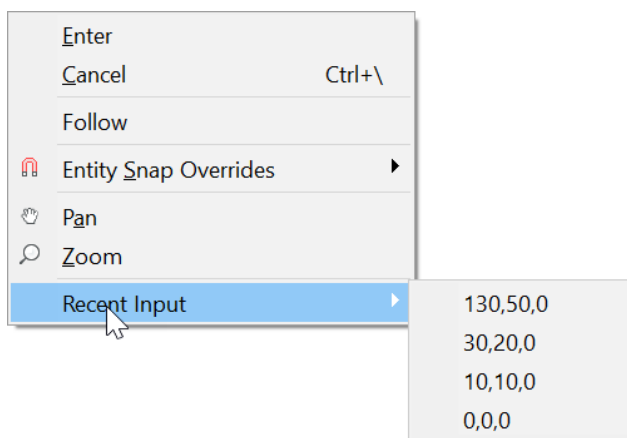 Enter
Cancel Ctrl+\
Follow
Entity Snap Overrides
Pan
Zoom
Recent Input
130,50,0
30,20,0
10,10,0
0,0,0